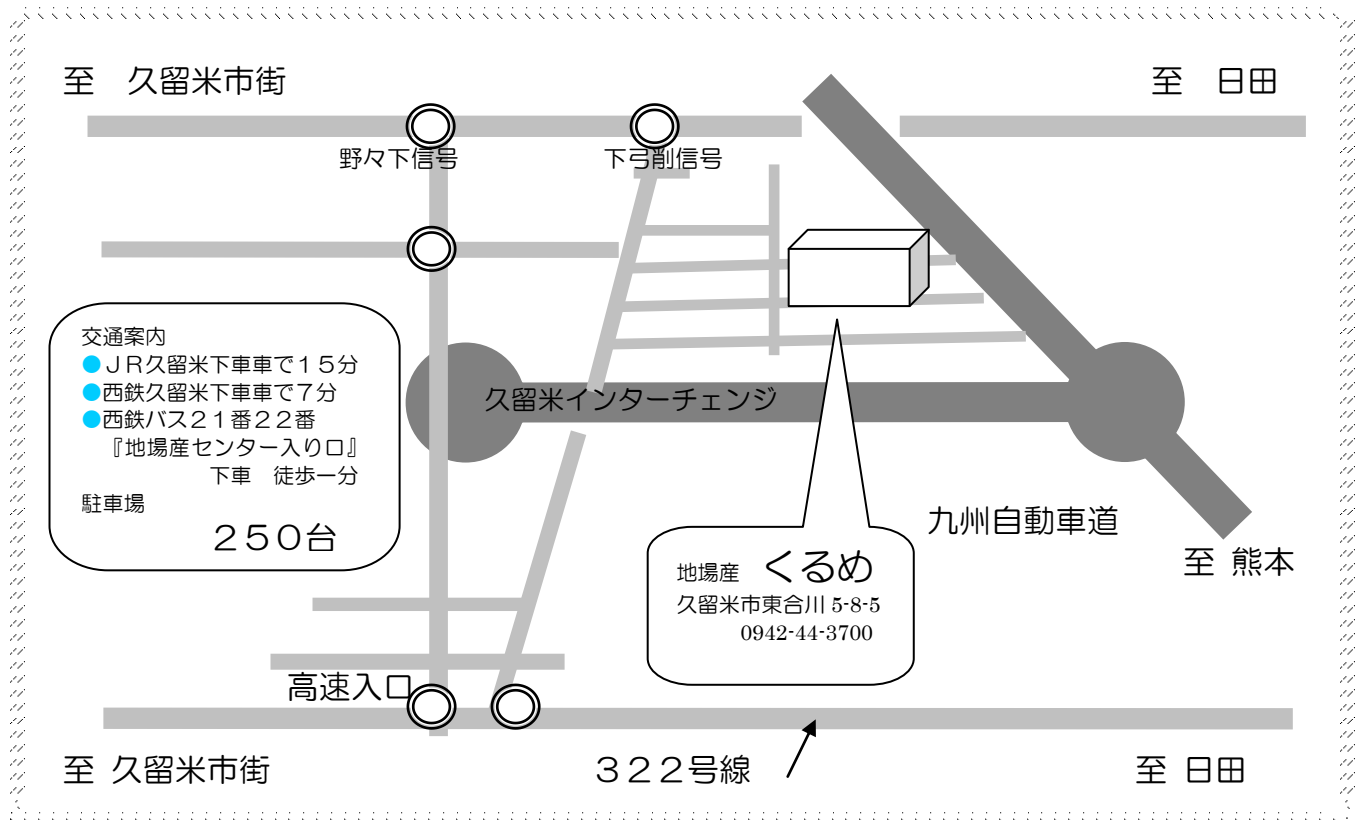 至　久留米市街
至　日田
野々下信号
下弓削信号
交通案内
●ＪＲ久留米下車車で１５分
●西鉄久留米下車車で７分
●西鉄バス２１番２２番
『地場産センター入り口』
下車　徒歩一分
駐車場
２５０台
久留米インターチェンジ
九州自動車道
至 熊本
地場産　くるめ
久留米市東合川 5-8-5
0942-44-3700
高速入口
至 久留米市街
３２２号線
至 日田